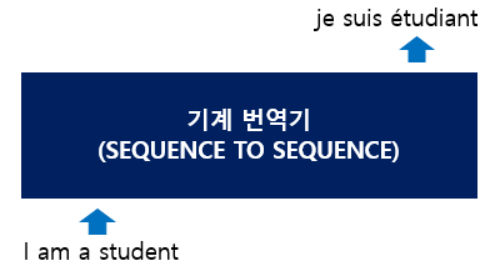 je suis étudiant
기계 번역기
(SEQUENCE TO SEQUENCE)
I am a student